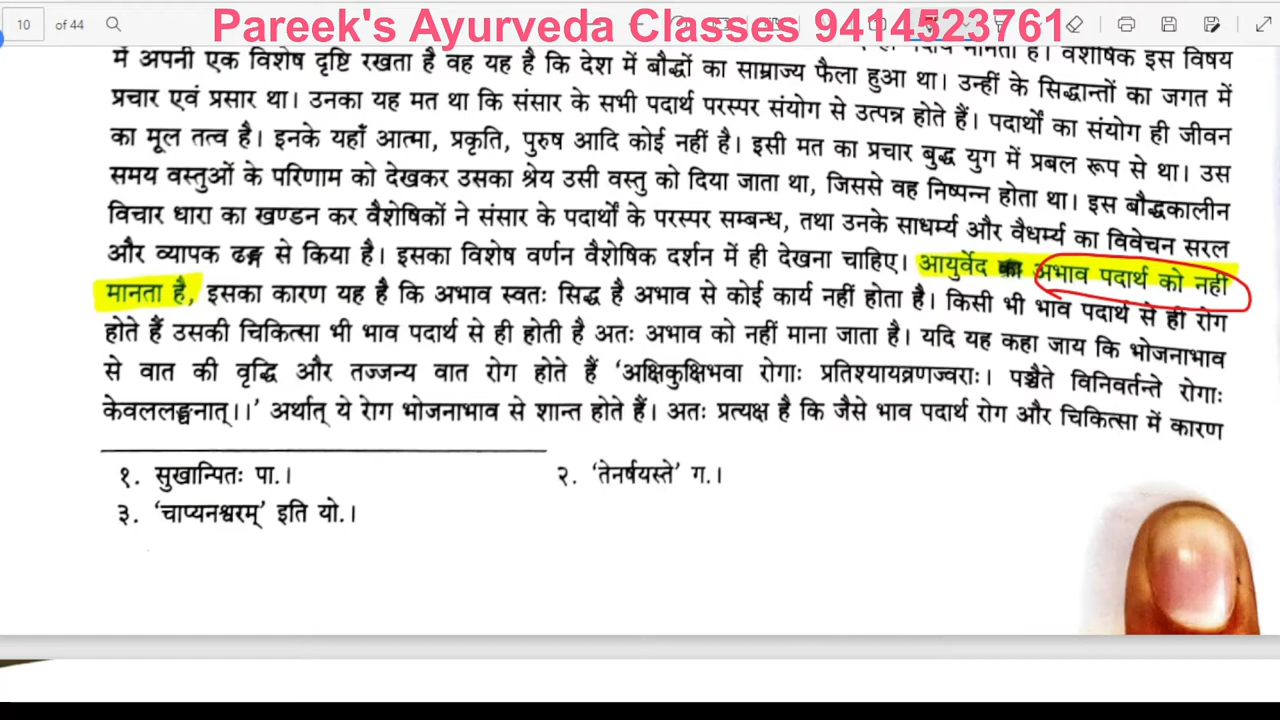 10 of 44
Pareek's Ayurveda Classes 9414523761
मानता है। वैशेषिक इस विषय
में अपनी एक विशेष दृष्टि रखता है वह यह है कि देश में बौद्धों का साम्राज्य फैला हुआ था। उन्हीं के सिद्धान्तों का जगत में
प्रचार एवं प्रसार था। उनका यह मत था कि संसार के सभी पदार्थ परस्पर संयोग से उत्पन्न होते हैं। पदार्थों का संयोग ही जीवन
का मूल तत्व है। इनके यहाँ आत्मा, प्रकृति, पुरुष आदि कोई नहीं है। इसी मत का प्रचार बुद्ध युग में प्रबल रूप से था। उस
समय वस्तुओं के परिणाम को देखकर उसका श्रेय उसी वस्तु को दिया जाता था, जिससे वह निष्पन्न होता था। इस बौद्धकालीन
विचार धारा का खण्डन कर वैशेषिकों ने संसार के पदार्थों के परस्पर सम्बन्ध, तथा उनके साधर्म्य और वैधर्म्य का विवेचन सरल
और व्यापक ढङ्ग से किया है। इसका विशेष वर्णन वैशेषिक दर्शन में ही देखना चाहिए। आयुर्वेद अभाव पदार्थ को नहीं
मानता है, इसका कारण यह है कि अभाव स्वतः सिद्ध है अभाव से कोई कार्य नहीं होता है। किसी भी भाव पदार्थ से ही रोग
होते हैं उसकी चिकित्सा भी भाव पदार्थ से ही होती है अतः अभाव को नहीं माना जाता है। यदि यह कहा जाय कि भोजनाभाव
से वात की वृद्धि और तज्जन्य वात रोग होते हैं 'अक्षिकुक्षिभवा रोगाः प्रतिश्यायव्रणज्वराः। पञ्चैते विनिवर्तन्ते रोगाः
केवललङ्घनात्।।' अर्थात् ये रोग भोजनाभाव से शान्त होते हैं। अतः प्रत्यक्ष है कि जैसे भाव पदार्थ रोग और चिकित्सा में कारण
१. सुखान्पितः पा.। २. 'तेनर्षयस्ते' ग.।
३. 'चाप्यनश्वरम्' इति यो.।